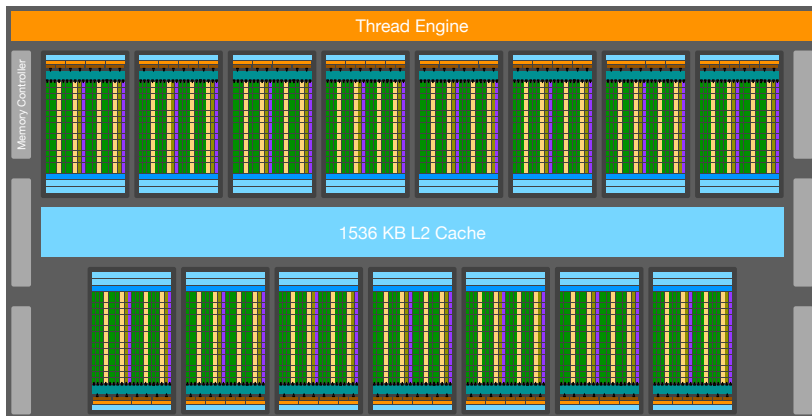 Thread Engine
Memory Controller
1536 KB L2 Cache